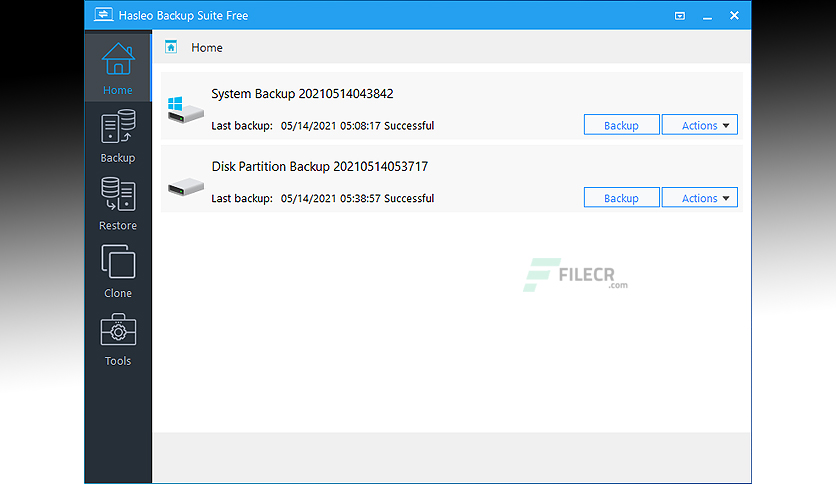 Hasleo Backup Suite Free
Home
Home
Backup
Restore
Clone
Tools
System Backup 20210514043842
Last backup: 05/14/2021 05:08:17 Successful
Backup
Actions
Disk Partition Backup 20210514053717
Last backup: 05/14/2021 05:38:57 Successful
Backup
Actions
FILECR
.com